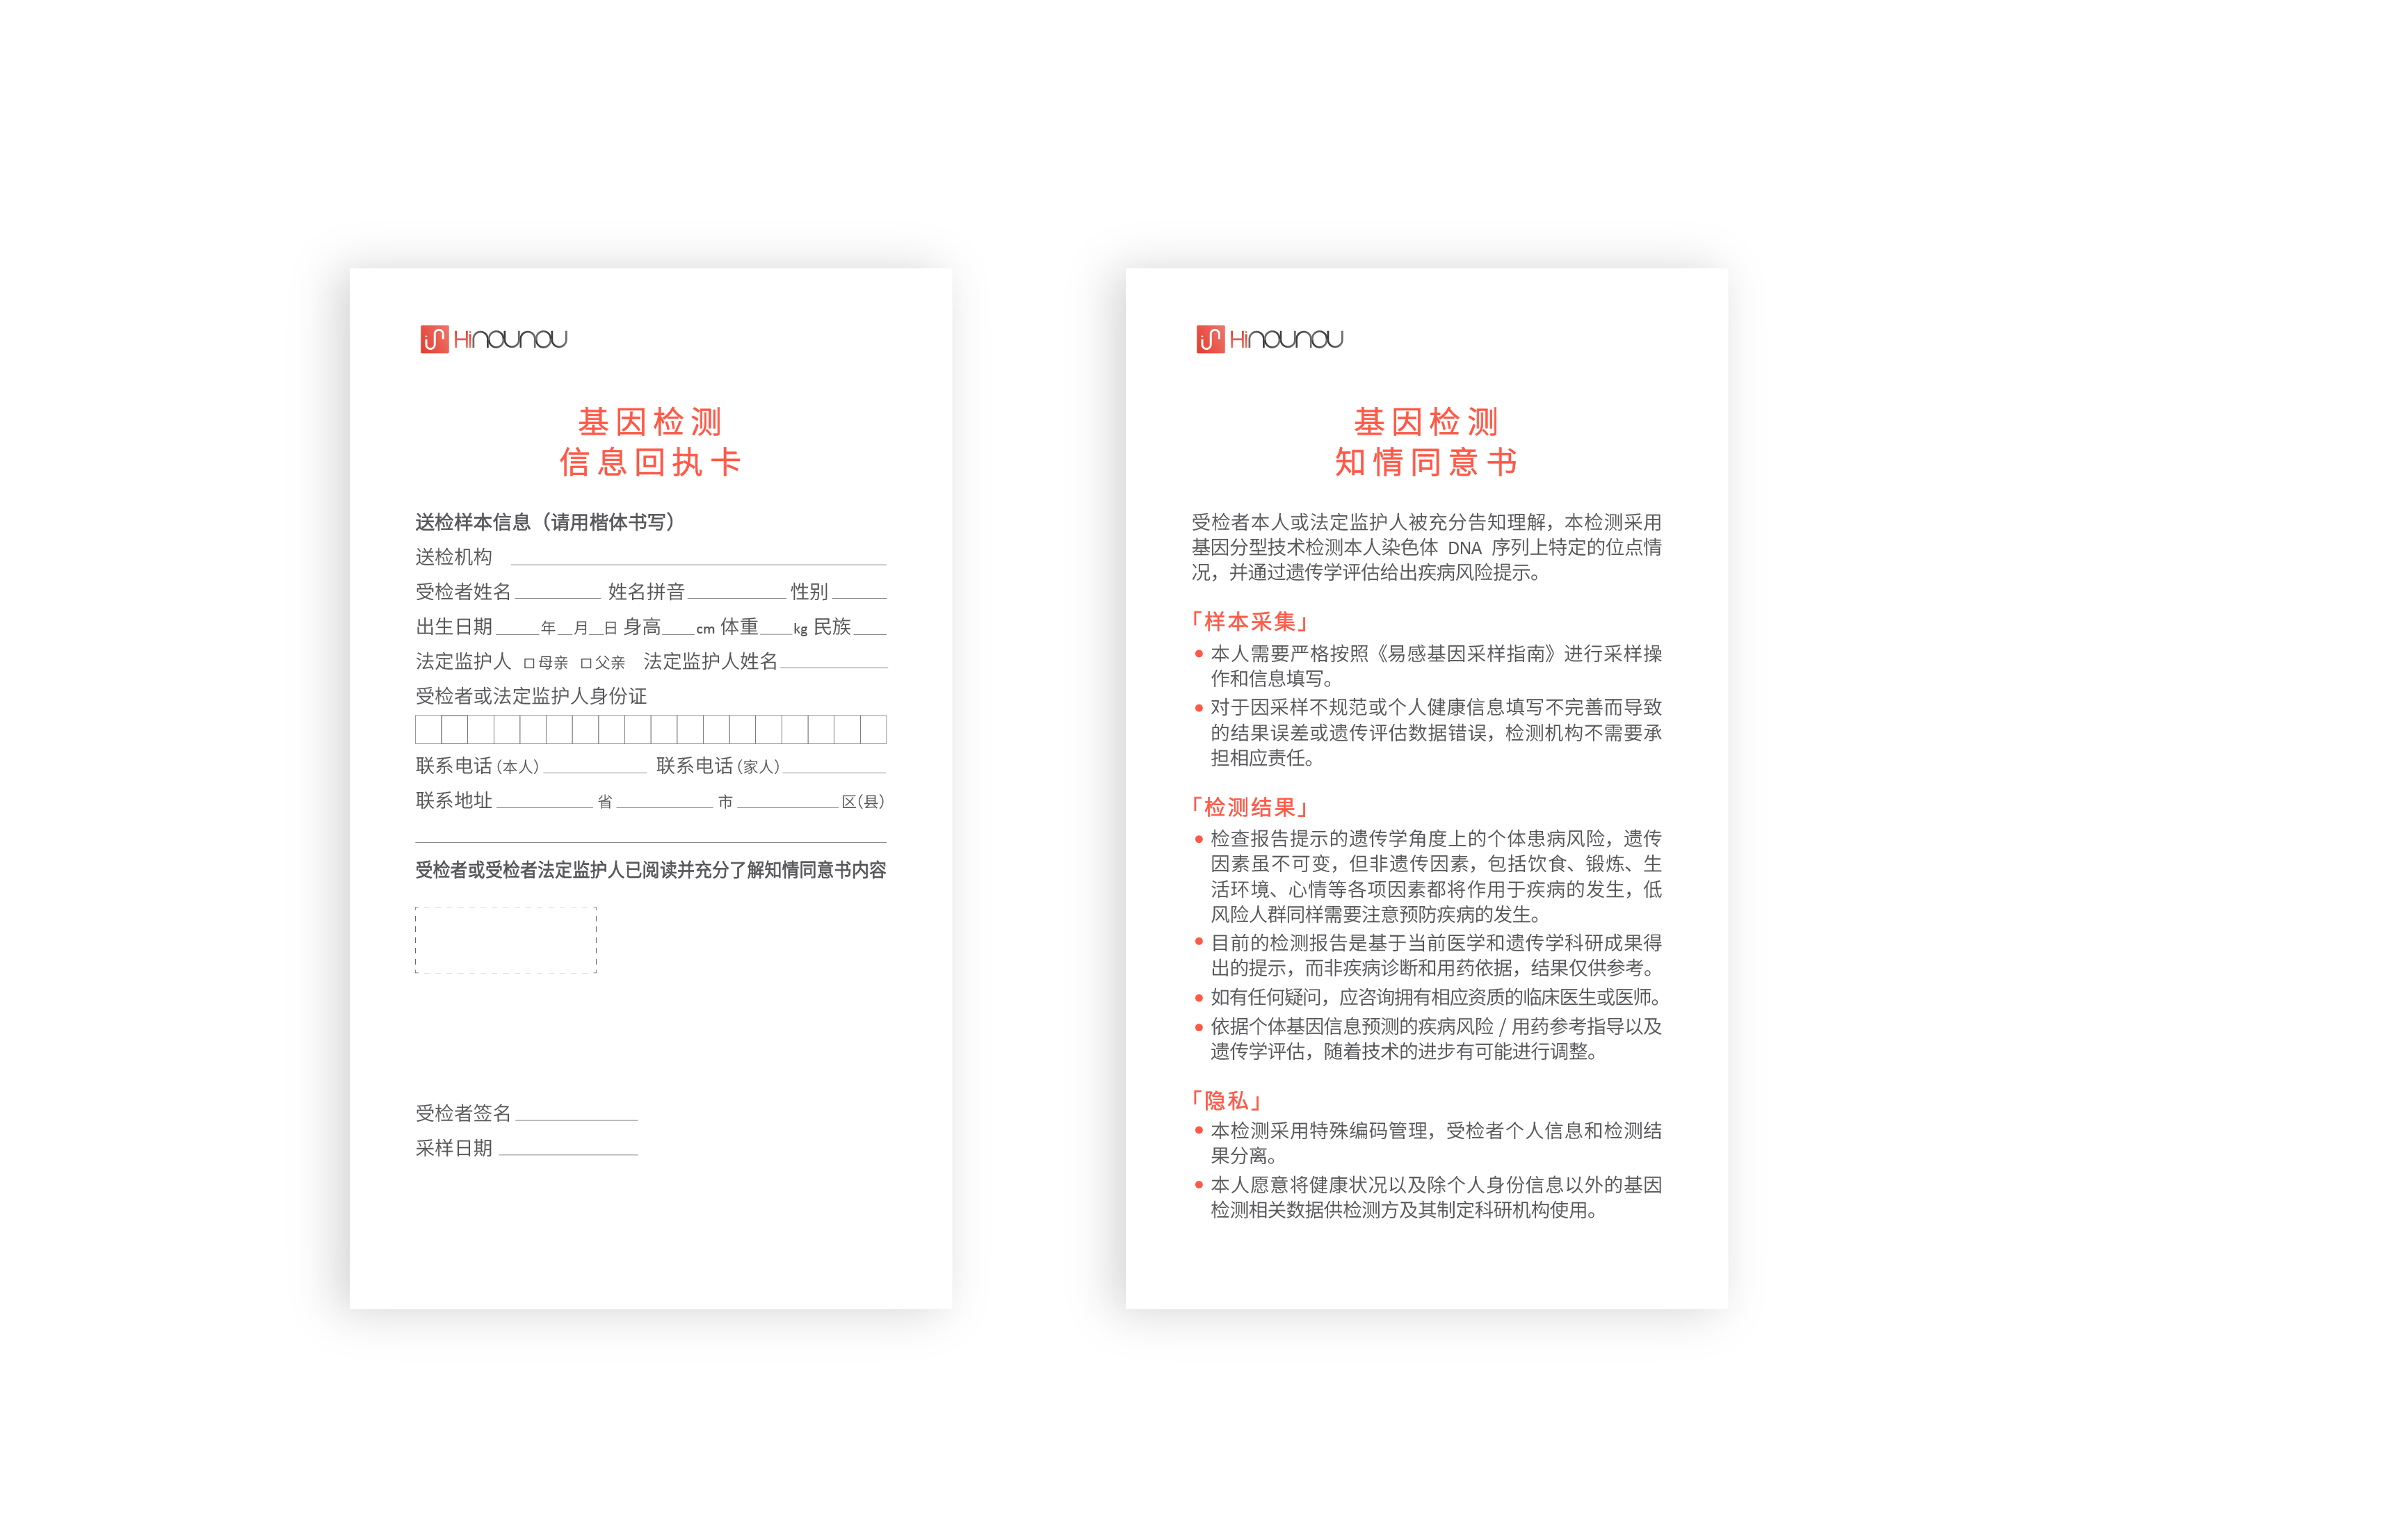 Hinounou
基因检测
信息回执卡
送检样本信息（请用楷体书写）
送检机构
受检者姓名 姓名拼音 性别
出生日期 年 月 日 身高 cm 体重 kg 民族
法定监护人 □ 母亲 □ 父亲 法定监护人姓名
受检者或法定监护人身份证
联系电话（本人） 联系电话（家人）
联系地址 省 市 区（县）
受检者或受检者法定监护人已阅读并充分了解知情同意书内容
受检者签名
采样日期
Hinounou
基因检测
知情同意书
受检者本人或法定监护人被充分告知理解，本检测采用
基因分型技术检测本人染色体 DNA 序列上特定的位点情
况，并通过遗传学评估给出疾病风险提示。
「样本采集」
● 本人需要严格按照《易感基因采样指南》进行采样操
作和信息填写。
● 对于因采样不规范或个人健康信息填写不完善而导致
的结果误差或遗传评估数据错误，检测机构不需要承
担相应责任。
「检测结果」
● 检查报告提示的遗传学角度上的个体患病风险，遗传
因素虽不可变，但非遗传因素，包括饮食、锻炼、生
活环境、心情等各项因素都将作用于疾病的发生，低
风险人群同样需要注意预防疾病的发生。
● 目前的检测报告是基于当前医学和遗传学科研成果得
出的提示，而非疾病诊断和用药依据，结果仅供参考。
● 如有任何疑问，应咨询拥有相应资质的临床医生或医师。
● 依据个体基因信息预测的疾病风险 / 用药参考指导以及
遗传学评估，随着技术的进步有可能进行调整。
「隐私」
● 本检测采用特殊编码管理，受检者个人信息和检测结
果分离。
● 本人愿意将健康状况以及除个人身份信息以外的基因
检测相关数据供检测方及其制定科研机构使用。